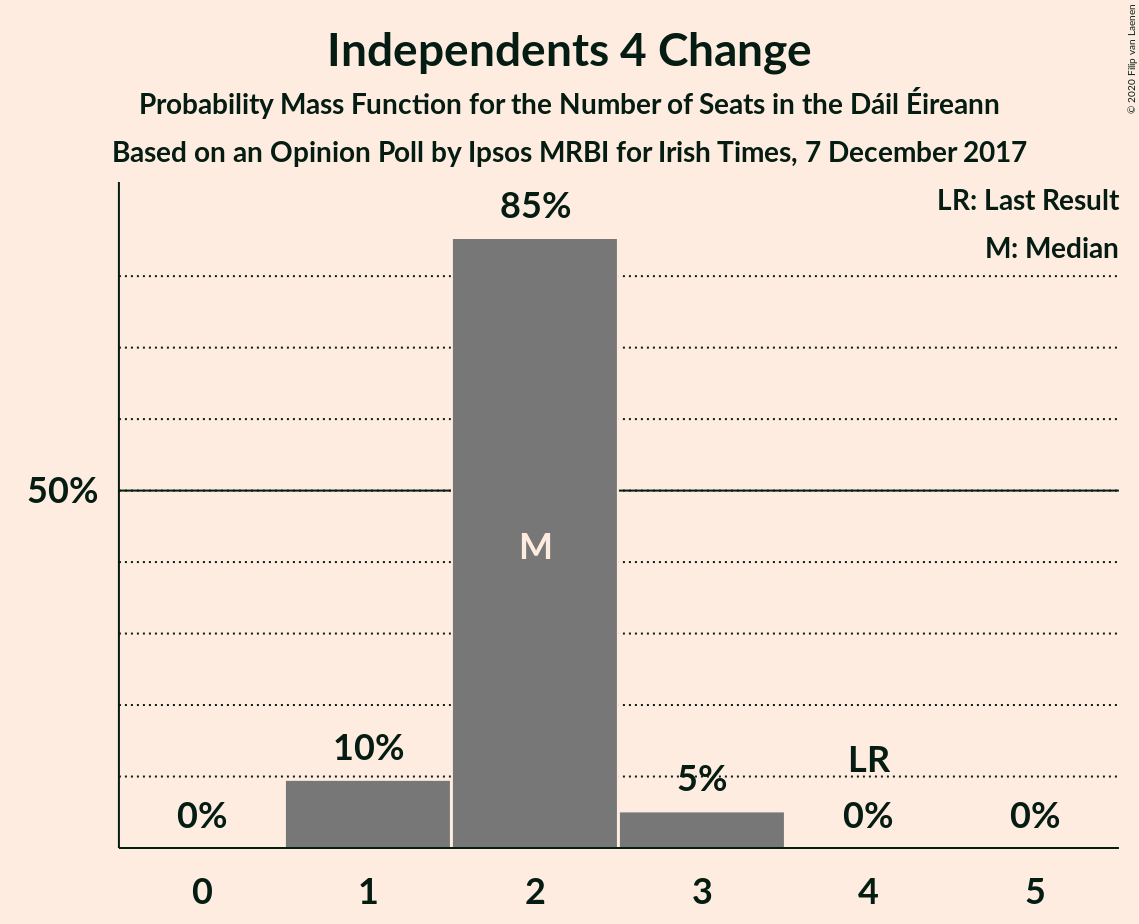 Independents 4 Change
Probability Mass Function for the Number of Seats in the Dáil Éireann
Based on an Opinion Poll by Ipsos MRBI for Irish Times, 7 December 2017
© 2020 Filip van Laenen
LR: Last Result
M: Median
85%
50%
M
10%
5%
LR
0%
0%
0%
0 1 2 3 4 5